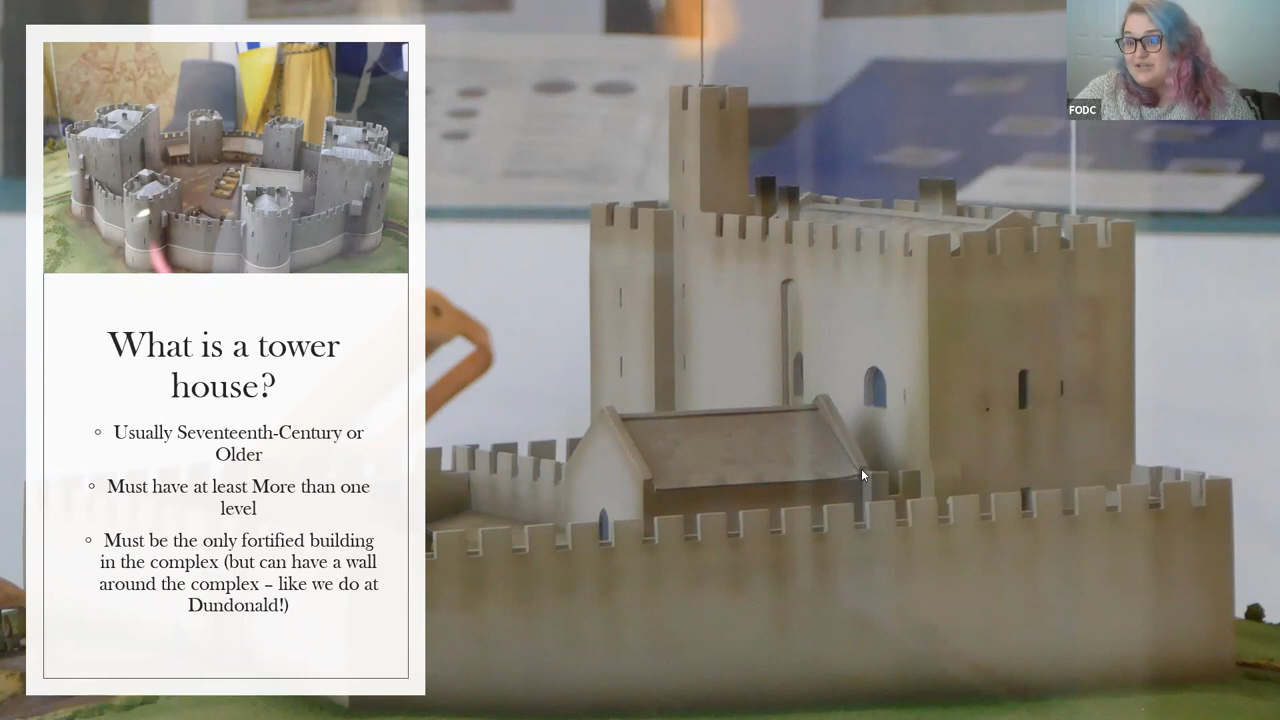 FODC
What is a tower
house?
◦ Usually Seventeenth-Century or
Older
◦ Must have at least More than one
level
◦ Must be the only fortified building
in the complex (but can have a wall
around the complex – like we do at
Dundonald!)